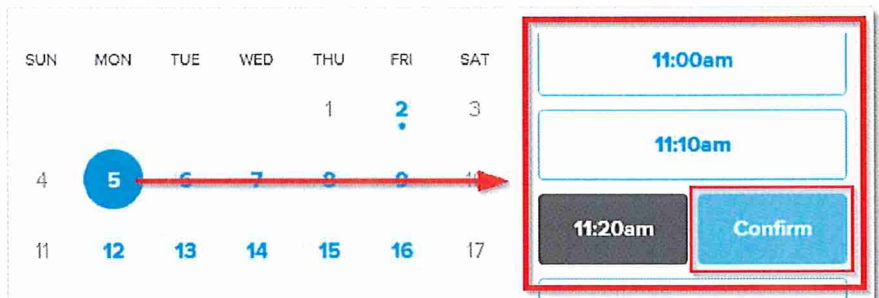 SUN MON TUE WED THU FRI SAT
1 2 3
4 5 6 7 8 9 10
11 12 13 14 15 16 17
11:00am
11:10am
11:20am Confirm